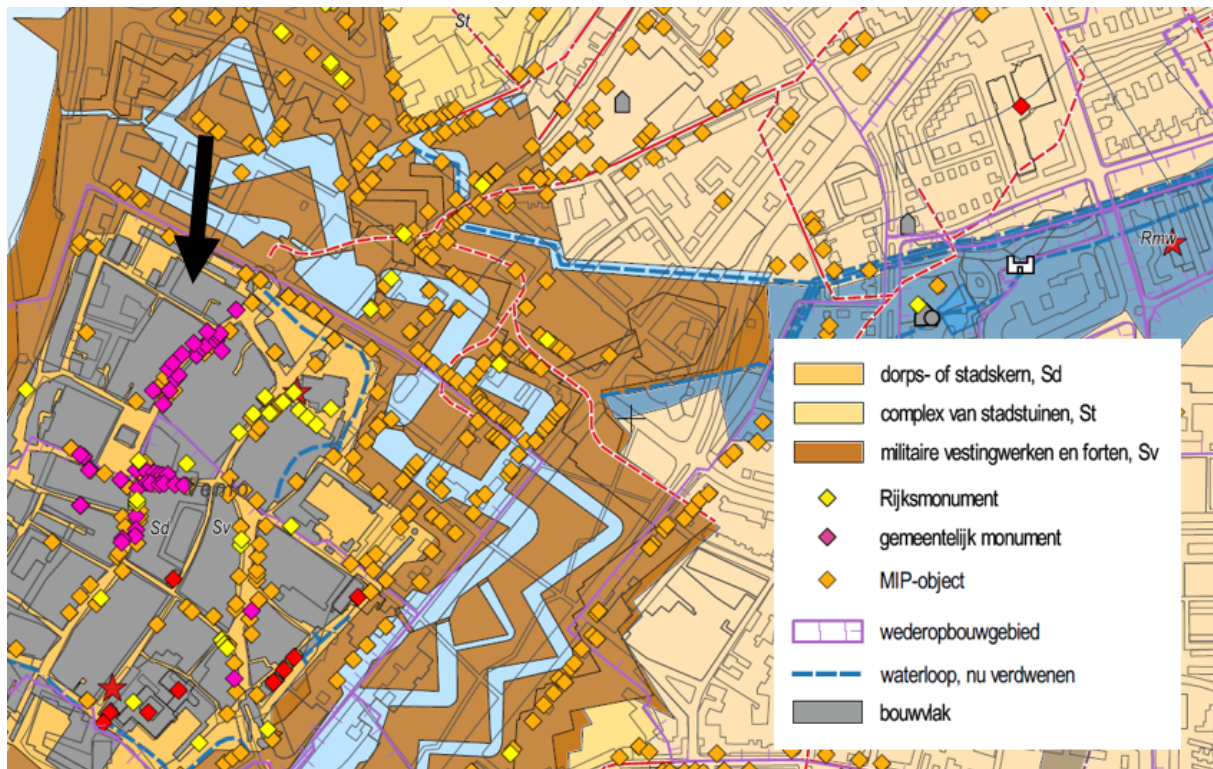 St
Rmw
Sd
Sv
dorps- of stadskern, Sd
complex van stadstuinen, St
militaire vestingwerken en forten, Sv
Rijksmonument
gemeentelijk monument
MIP-object
wederopbouwgebied
waterloop, nu verdwenen
bouwvlak